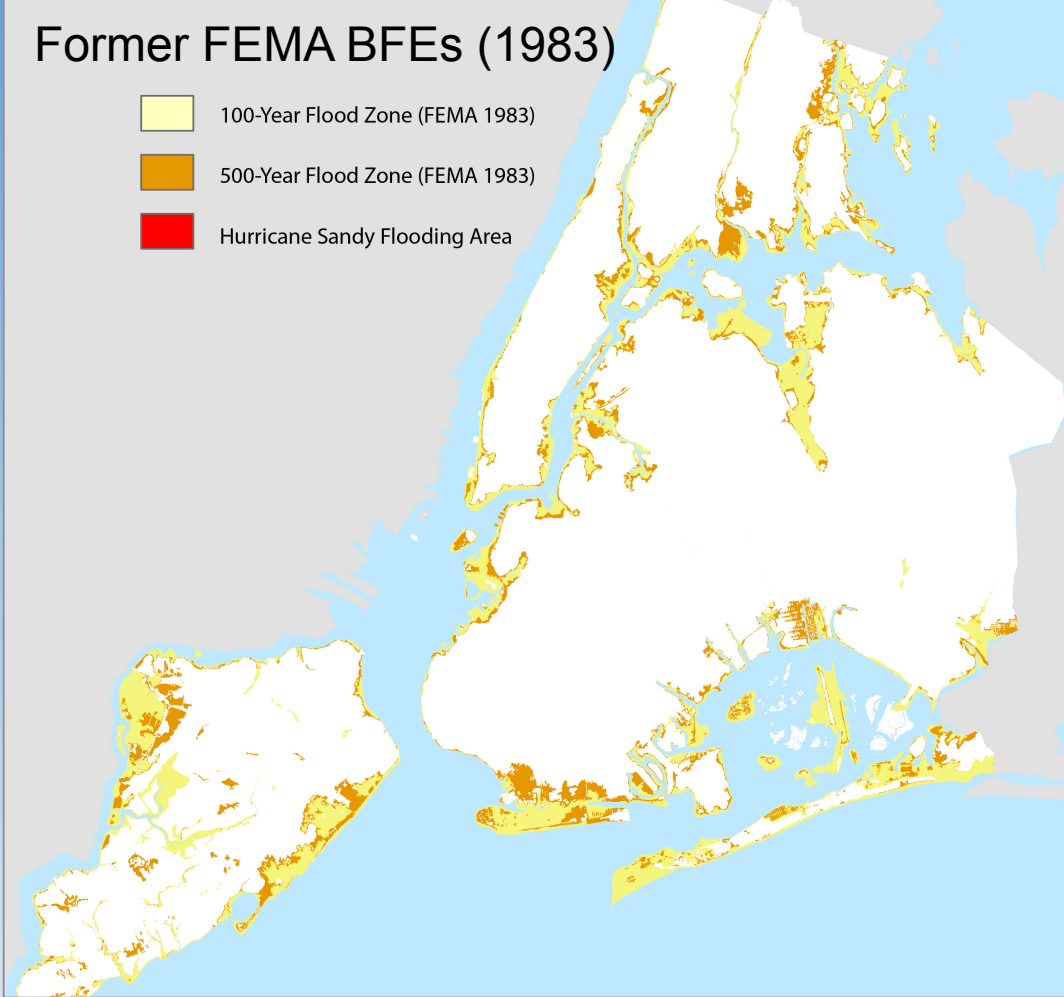 Former FEMA BFEs (1983)
100-Year Flood Zone (FEMA 1983)
500-Year Flood Zone (FEMA 1983)
Hurricane Sandy Flooding Area